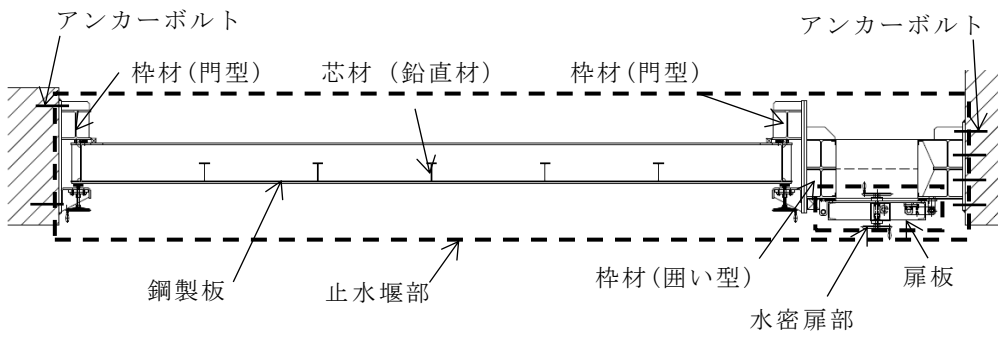 アンカーボルト
アンカーボルト
枠材(門型)
芯材（鉛直材）
枠材(門型)
鋼製板
止水堰部
枠材(囲い型)
扉板
水密扉部